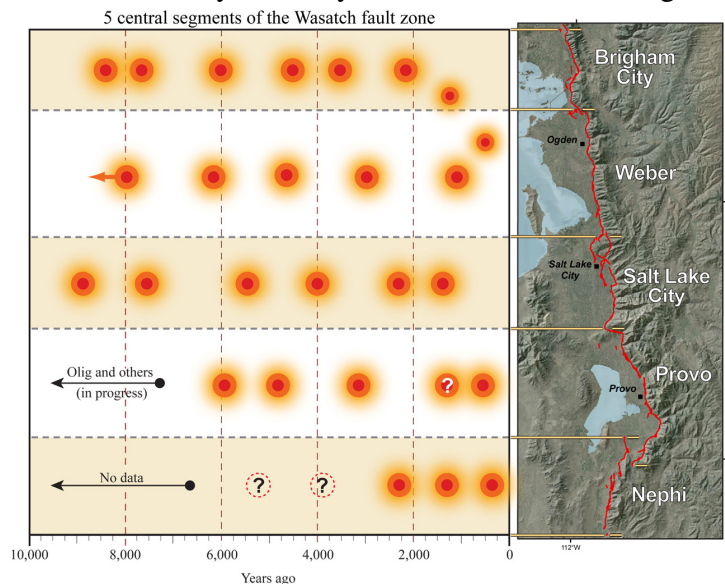 5 central segments of the Wasatch fault zone
Brigham
City
Ogden
Weber
Salt Lake
City
Salt Lake
City
Olig and others
(in progress)
?
Provo
Provo
No data
? ?
Nephi
10,000 8,000 6,000 4,000 2,000 0
112°W
Years ago